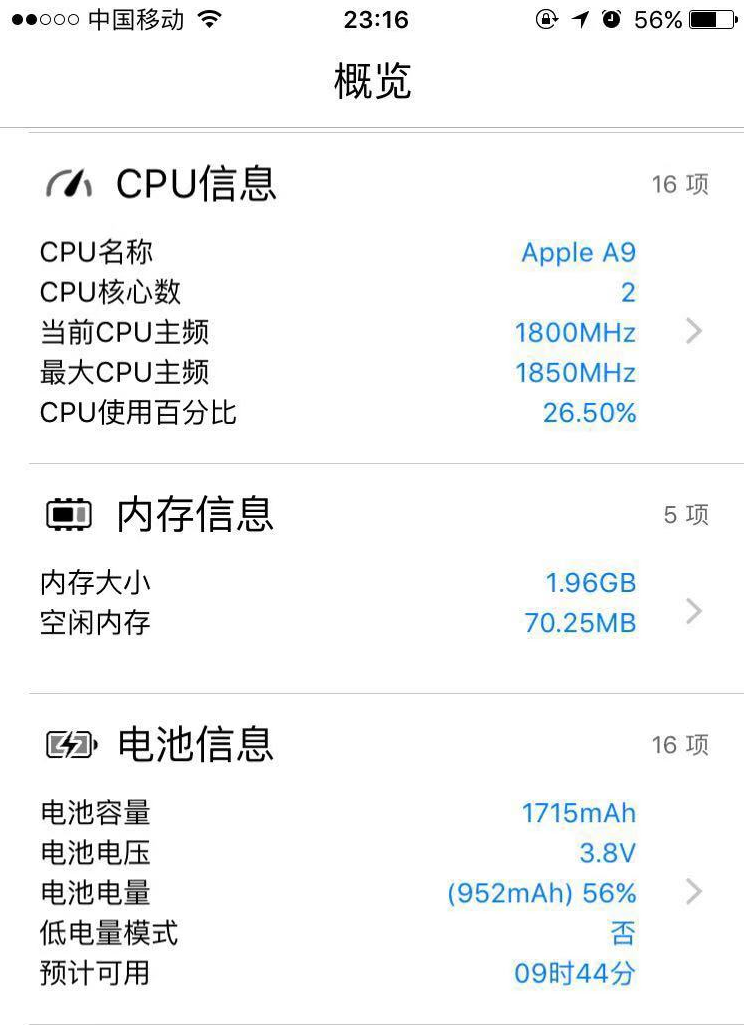 中国移动 23:16 56%
概览
CPU信息 16 项
CPU名称 Apple A9
CPU核心数 2
当前CPU主频 1800MHz
最大CPU主频 1850MHz
CPU使用百分比 26.50%
内存信息 5 项
内存大小 1.96GB
空闲内存 70.25MB
电池信息 16 项
电池容量 1715mAh
电池电压 3.8V
电池电量 (952mAh) 56%
低电量模式 否
预计可用 09时44分